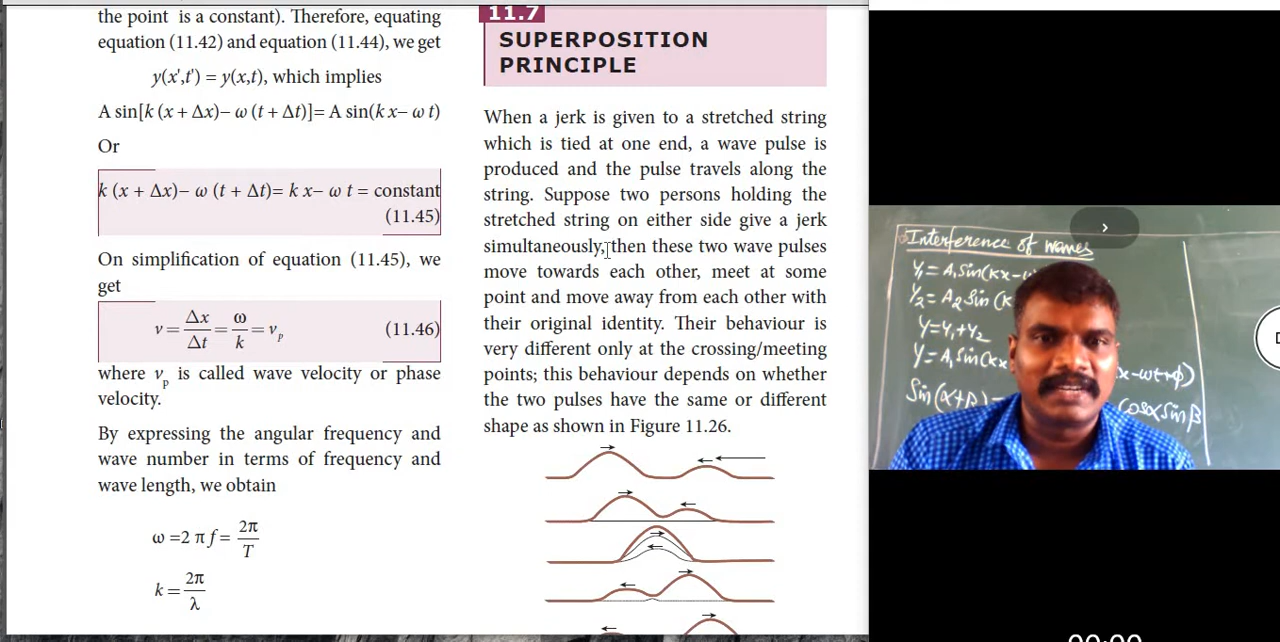 the point is a constant). Therefore, equating
equation (11.42) and equation (11.44), we get
y(x',t') = y(x,t), which implies
A sin[k (x + Δx)– ω (t + Δt)]= A sin(k x– ω t)
Or
k (x + Δx)– ω (t + Δt)= k x– ω t = constant
(11.45)
On simplification of equation (11.45), we
get
v = Δx/Δt = ω/k = vₚ (11.46)
where vₚ is called wave velocity or phase
velocity.
By expressing the angular frequency and
wave number in terms of frequency and
wave length, we obtain
ω =2 π f = 2π/T
k = 2π/λ
11.7
SUPERPOSITION
PRINCIPLE
When a jerk is given to a stretched string
which is tied at one end, a wave pulse is
produced and the pulse travels along the
string. Suppose two persons holding the
stretched string on either side give a jerk
simultaneously, then these two wave pulses
move towards each other, meet at some
point and move away from each other with
their original identity. Their behaviour is
very different only at the crossing/meeting
points; this behaviour depends on whether
the two pulses have the same or different
shape as shown in Figure 11.26.
Interference of waves
y₁ = A₁ sin(kx-
y₂ = A₂ sin(k
y = y₁ + y₂
y = A₁ sin(kx
x-ωt+φ)
sin(α+β)=
cosα sinβ